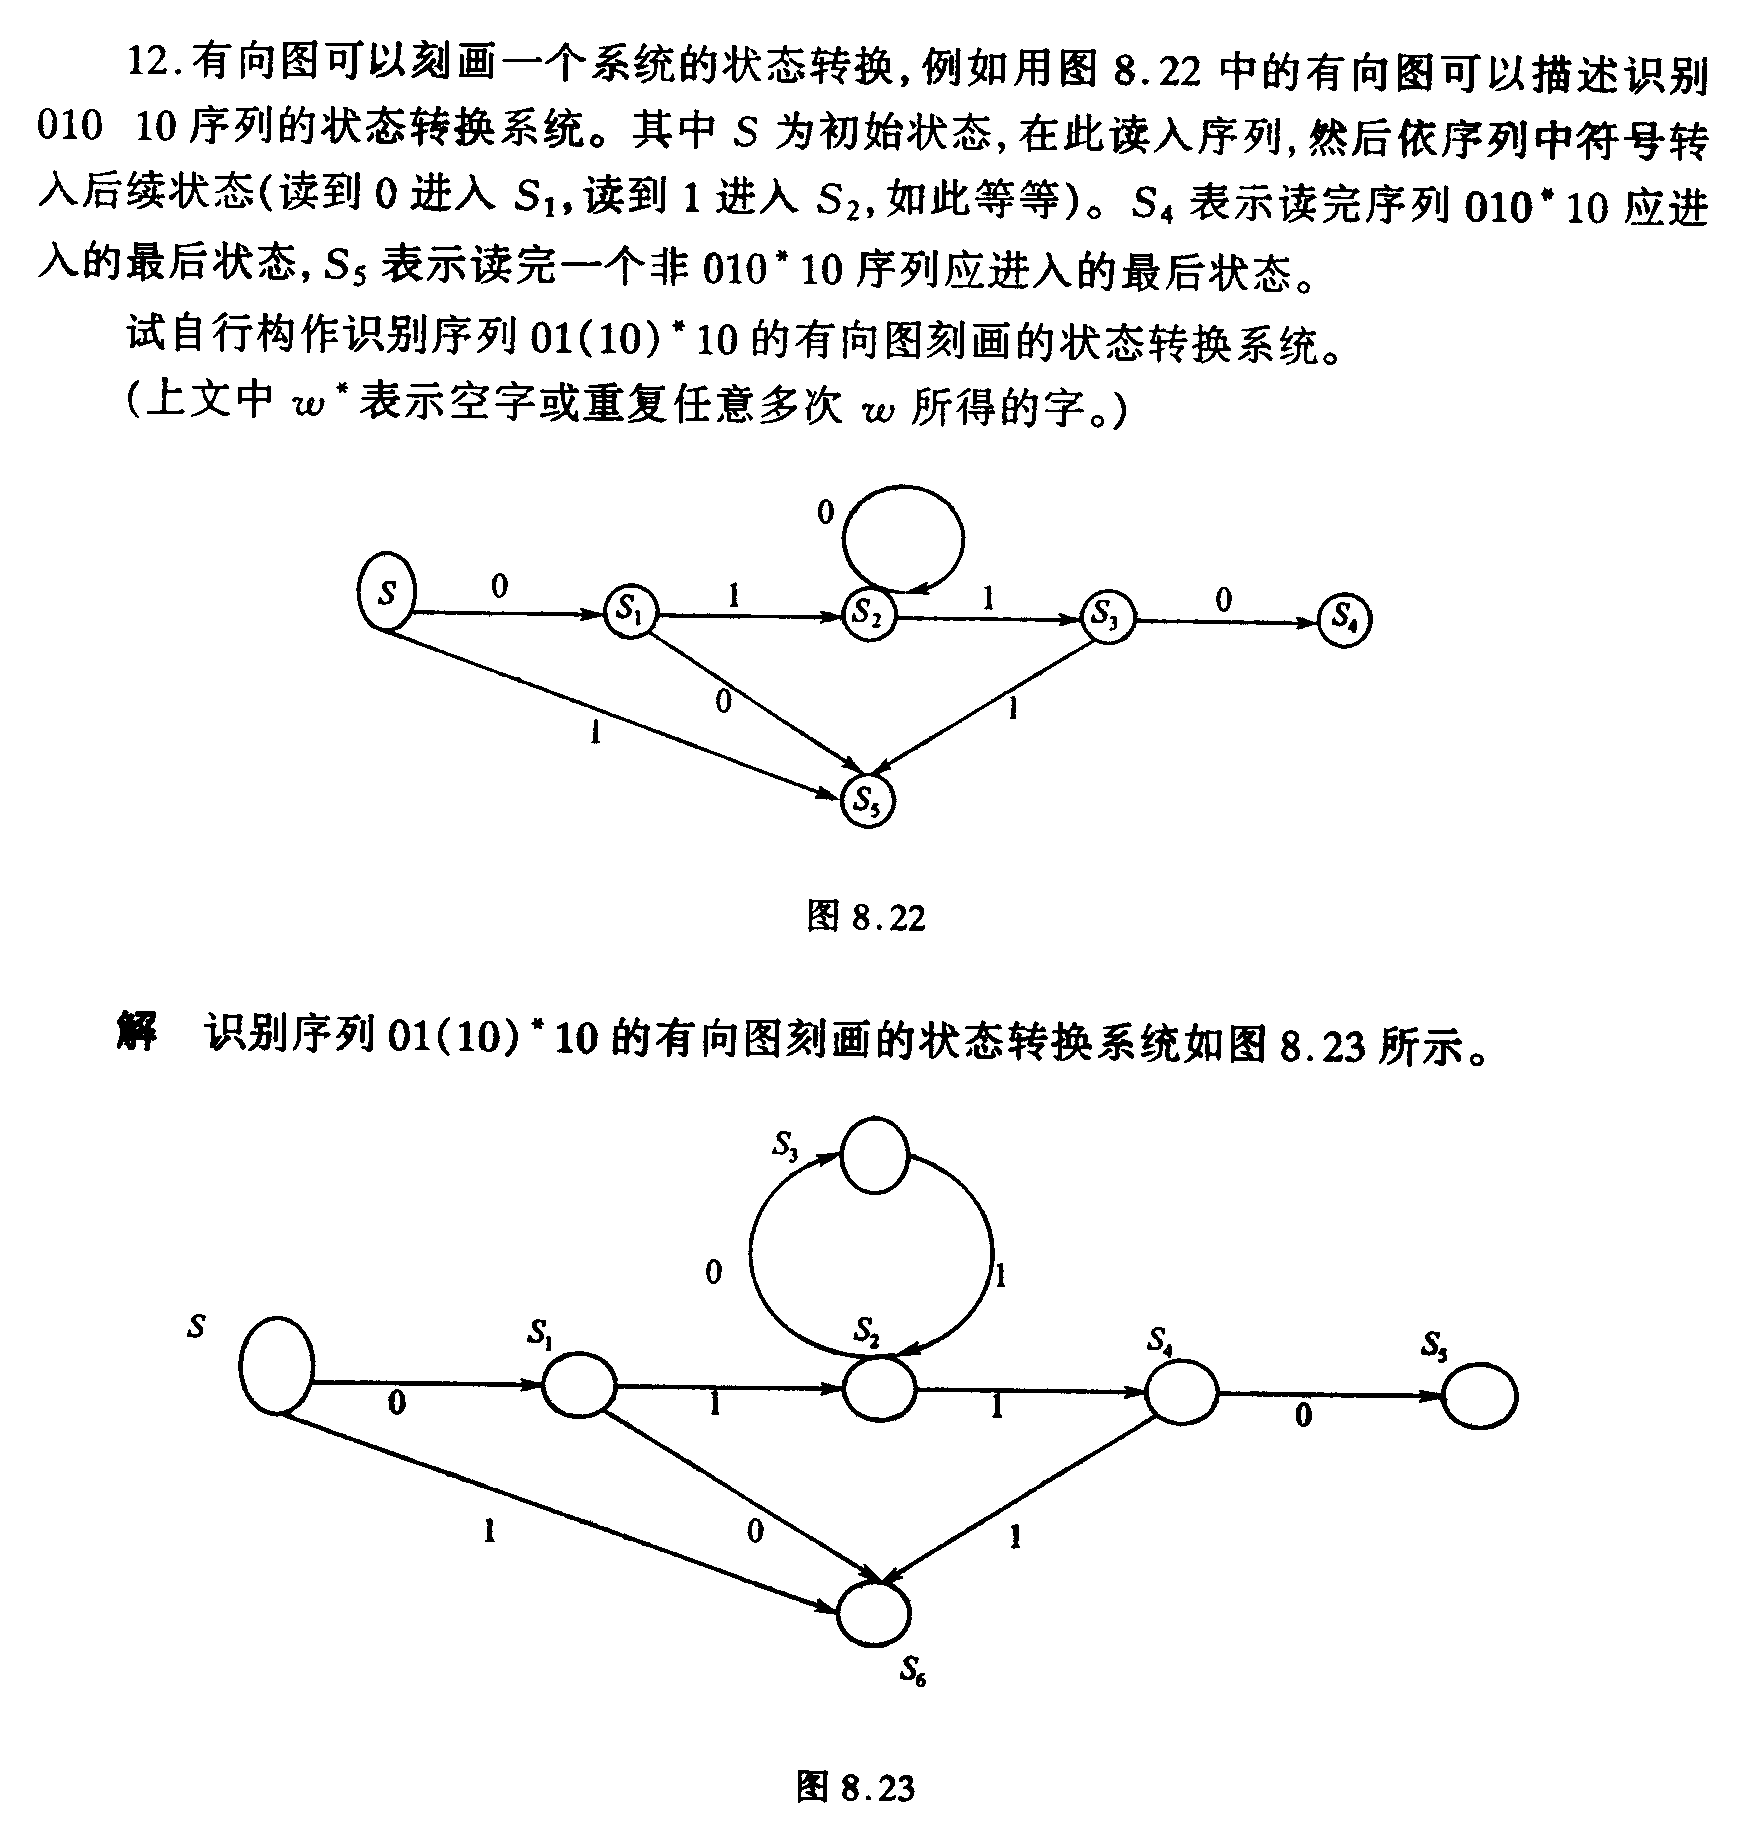 12.有向图可以刻画一个系统的状态转换,例如用图 8.22 中的有向图可以描述识别
010 10 序列的状态转换系统。其中 S 为初始状态,在此读入序列,然后依序列中符号转
入后续状态(读到 0 进入 S₁,读到 1 进入 S₂,如此等等)。S₄ 表示读完序列 010*10 应进
入的最后状态,S₅ 表示读完一个非 010*10 序列应进入的最后状态。
试自行构作识别序列 01(10)*10 的有向图刻画的状态转换系统。
(上文中 w*表示空字或重复任意多次 w 所得的字。)
0
S 0 S₁ 1 S₂ 1 S₃ 0 S₄
1 0 1
S₅
图 8.22
解 识别序列 01(10)*10 的有向图刻画的状态转换系统如图 8.23 所示。
S₃
0 1
S S₁ S₂ S₄ S₅
0 1 1 0
1 0 1
S₆
图 8.23